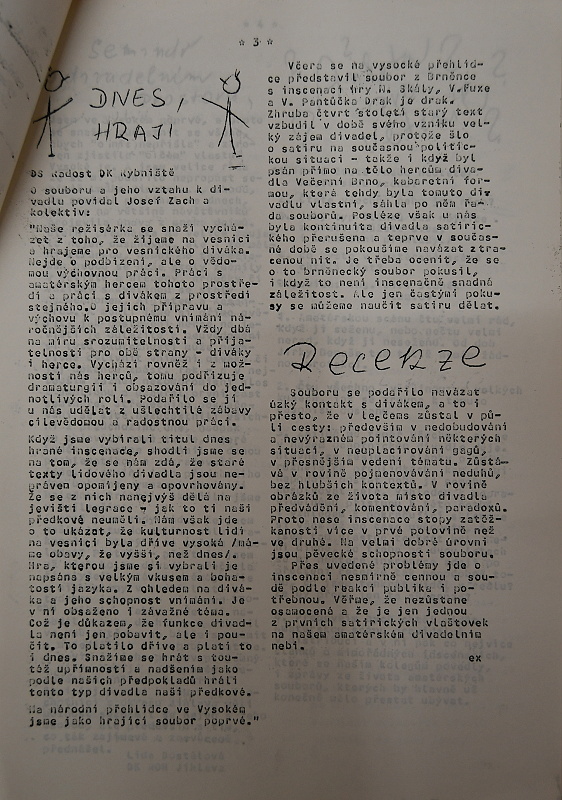 * 3 *
DNES,
HRAJÍ
DS Radost DK Rybniště
O souboru a jeho vztahu k di-
vadlu povídal Josef Zach a
kolektiv:
"Naše režisérka se snaží vychá-
zet z toho, že žijeme na vesnici
a hrajeme pro vesnického diváka.
Nejde o podbízení, ale o vědo-
mou výchovnou práci. Práci s
amatérským hercem tohoto prostře-
dí a práci s divákem z prostředí
stejného.O jejich přípravu a
výchovu k postupnému vnímání ná-
ročnějších záležitostí. Vždy dbá
na míru srozumitelnosti a přija-
telnosti pro obě strany - diváky
i herce. Vychází rovněž i z mož-
ností nás herců, tomu podřizuje
dramaturgii i obsazování do jed-
notlivých rolí. Podařilo se jí
u nás udělat z ušlechtilé zábavy
cílevědomou a radostnou práci.
Když jsme vybírali titul dnes
hrané inscenace, shodli jsme se
na tom, že se nám zdá, že staré
texty lidového divadla jsou ne-
právem opomíjeny a opovrhovány.
Že se z nich nanejvýš dělá na
jevišti legrace - jak to ti naši
předkové neuměli. Nám však jde
o to ukázat, že kulturnost lidí
na vesnici byla dříve vysoká /má-
me obavy, že vyšší, než dnes/.
Hra, kterou jsme si vybrali je
napsána s velkým vkusem a boha-
tostí jazyka. Z ohledem na divá-
ka a jeho schopnost vnímání. Je
v ní obsaženo i závažné téma.
Což je důkazem, že funkce divad-
la není jen pobavit, ale i pou-
čit. To platilo dříve a platí to
i dnes. Snažíme se hrát s tou-
též upřímností a nadšením jako
podle našich předpokladů hráli
tento typ divadla naši předkové.
Na národní přehlídce ve Vysokém
jsme jako hrající soubor poprvé."
Včera se na vysocké přehlíd-
ce představil soubor z Brněnce
s inscenací hry M. Skály, V.Fuxe
a V. Pantůčka Drak je drak.
Zhruba čtvrt století starý text
vzbudil v době svého vzniku vel-
ký zájem divadel, protože šlo
o satiru na současnou politic-
kou situaci - takže i když byl
psán přímo na tělo hercům diva-
dla Večerní Brno, kabaretní for-
mou, která tehdy byla tomuto di-
vadlu vlastní, sáhla po něm řa-
da souborů. Posléze však u nás
byla kontinuita divadla satiric-
kého přerušena a teprve v součas-
né době se pokoušíme navázat ztra-
cenou nit. Je třeba ocenit, že se
o to brněnecký soubor pokusil,
i když to není inscenačně snadná
záležitost. Ale jen častými poku-
sy se můžeme naučit satiru dělat.
Recenze
Souboru se podařilo navázat
úzký kontakt s divákem, a to i
přesto, že v lecčems zůstal v pů-
li cesty: především v nedobudování
a nevýrazném pointování některých
situací, v neuplacírování gagů,
v přesnějším vedení tématu. Zůstá-
vá v rovině pojmenovávání neduhů,
bez hlubších kontextů. V rovině
obrázků ze života místo divadla
předvádění, komentování, paradoxů.
Proto nese inscenace stopy zatěž-
kanosti více v prvé polovině než
ve druhé. Na velmi dobré úrovni
jsou pěvecké schopnosti souboru.
Přes uvedené problémy jde o
inscenaci nesmírně cennou a sou-
dě podle reakcí publika i po-
třebnou. Věřme, že nezůstane
osamocená a že je jen jednou
z prvních satirických vlaštovek
na našem amatérském divadelním
nebi.
ex